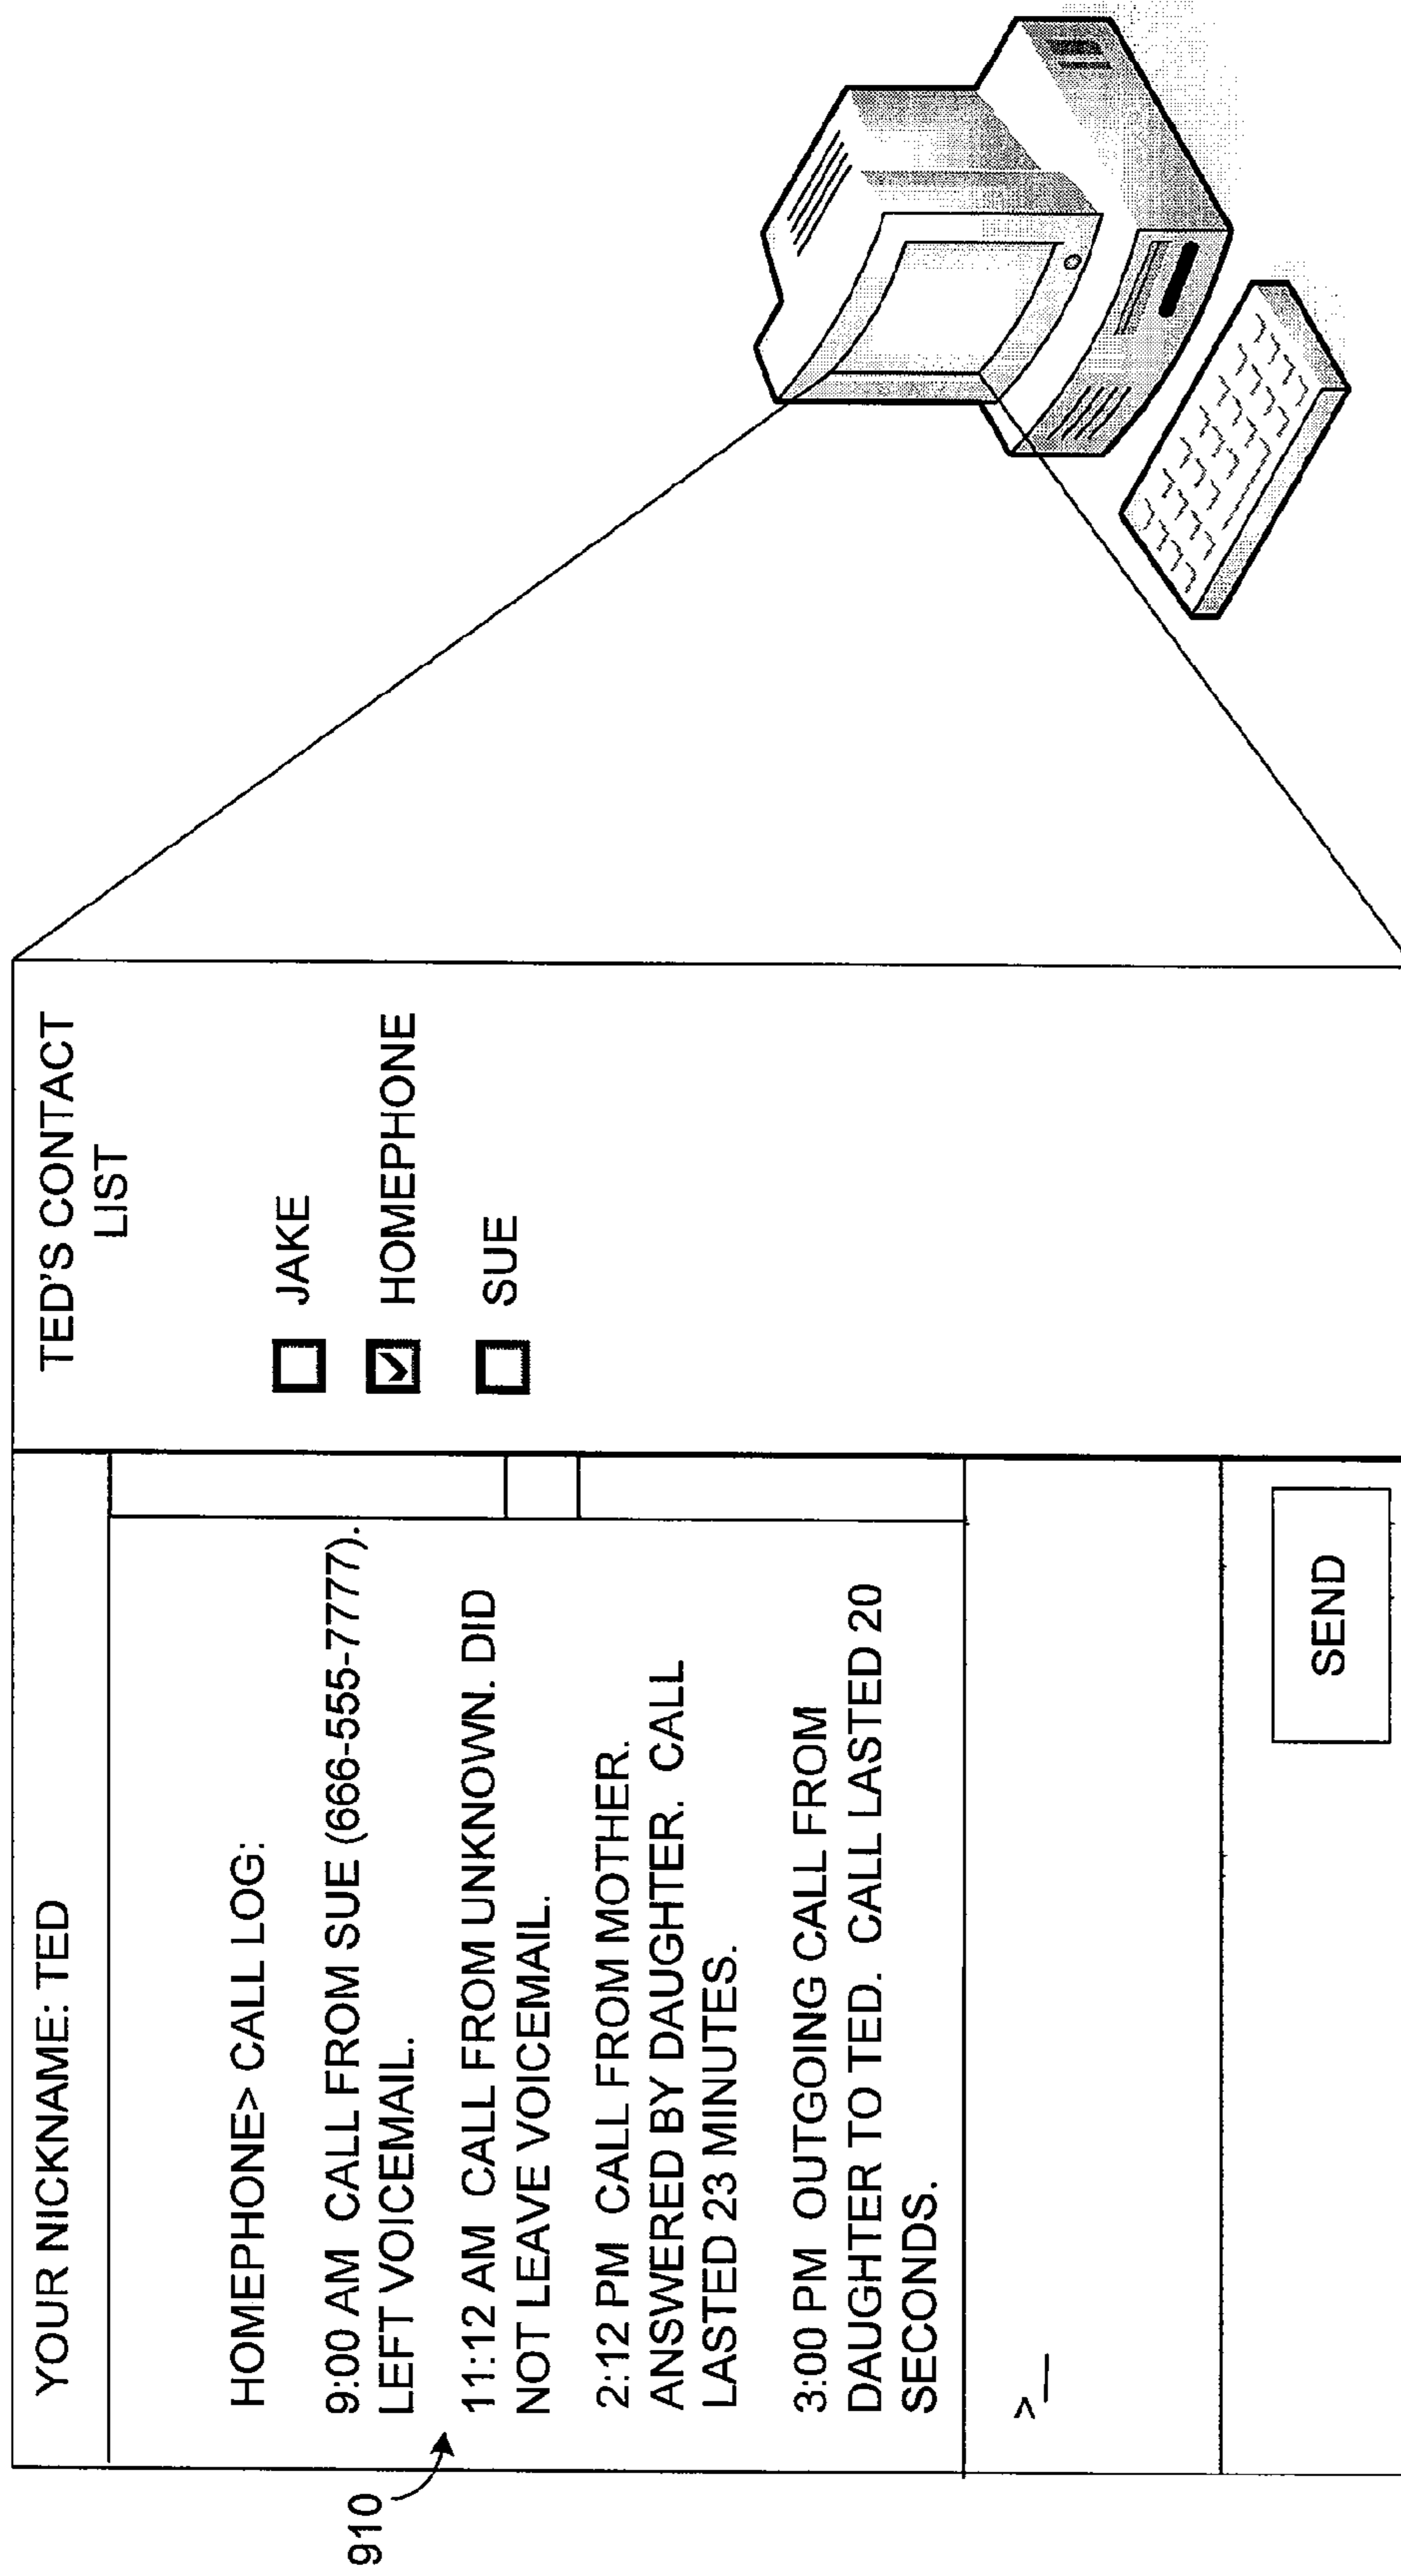 YOUR NICKNAME: TED
HOMEPHONE> CALL LOG:
9:00 AM CALL FROM SUE (666-555-7777).
LEFT VOICEMAIL.
11:12 AM CALL FROM UNKNOWN. DID
NOT LEAVE VOICEMAIL.
2:12 PM CALL FROM MOTHER.
ANSWERED BY DAUGHTER. CALL
LASTED 23 MINUTES.
3:00 PM OUTGOING CALL FROM
DAUGHTER TO TED. CALL LASTED 20
SECONDS.
>_
SEND
TED'S CONTACT
LIST
JAKE
HOMEPHONE
SUE
910